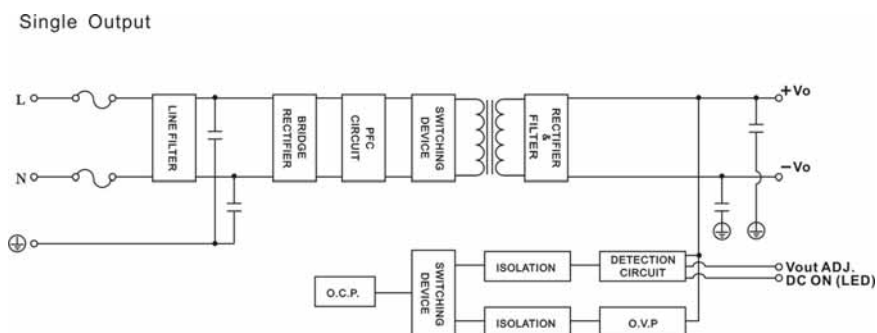 Single Output
L
N
LINE FILTER
BRIDGE
RECTIFIER
PFC
CIRCUIT
SWITCHING
DEVICE
RECTIFIER
&
FILTER
+Vo
−Vo
SWITCHING
DEVICE
ISOLATION
DETECTION
CIRCUIT
Vout ADJ.
DC ON (LED)
O.C.P.
ISOLATION
O.V.P